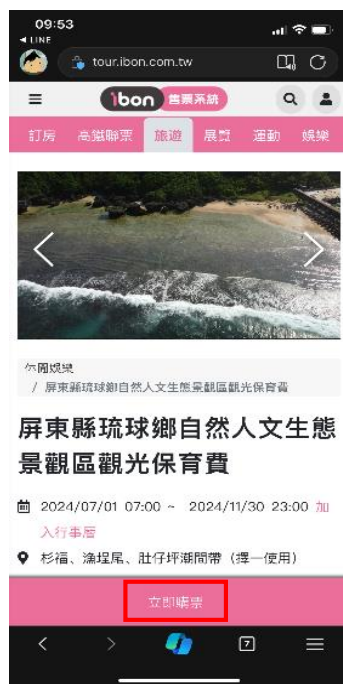 09:53
◀ LINE
tour.ibon.com.tw
ibon 售票系統
訂房 高鐵聯票 旅遊 展覽 運動 娛樂
休閒娛樂
/ 屏東縣琉球鄉自然人文生態景觀區觀光保育費
屏東縣琉球鄉自然人文生態
景觀區觀光保育費
2024/07/01 07:00 ~ 2024/11/30 23:00 加
入行事曆
杉福、漁埕尾、肚仔坪潮間帶（擇一使用）
立即購票
7